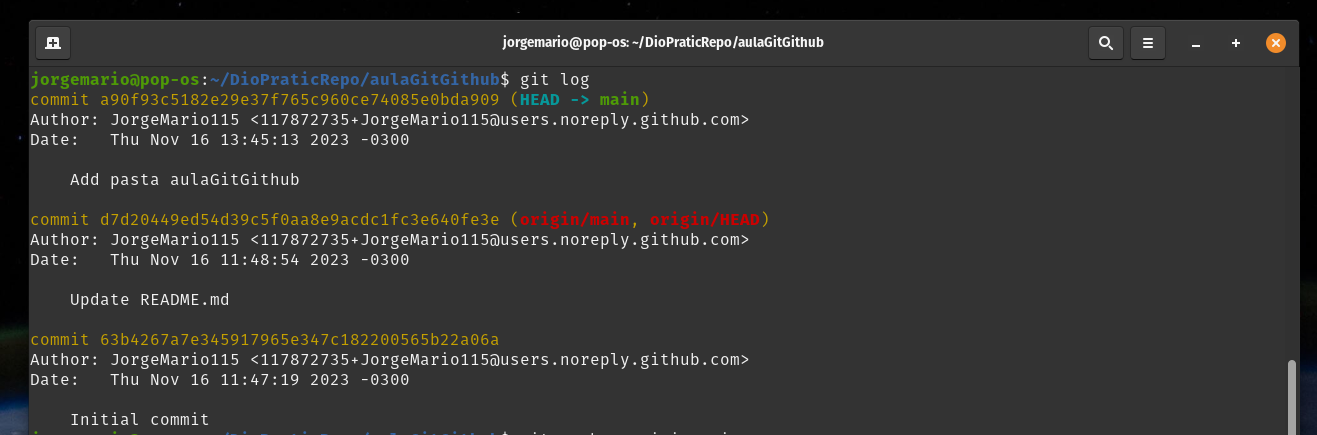 jorgemario@pop-os: ~/DioPraticRepo/aulaGitGithub
jorgemario@pop-os:~/DioPraticRepo/aulaGitGithub$ git log
commit a90f93c5182e29e37f765c960ce74085e0bda909 (HEAD -> main)
Author: JorgeMario115 <117872735+JorgeMario115@users.noreply.github.com>
Date:   Thu Nov 16 13:45:13 2023 -0300
Add pasta aulaGitGithub
commit d7d20449ed54d39c5f0aa8e9acdc1fc3e640fe3e (origin/main, origin/HEAD)
Author: JorgeMario115 <117872735+JorgeMario115@users.noreply.github.com>
Date:   Thu Nov 16 11:48:54 2023 -0300
Update README.md
commit 63b4267a7e345917965e347c182200565b22a06a
Author: JorgeMario115 <117872735+JorgeMario115@users.noreply.github.com>
Date:   Thu Nov 16 11:47:19 2023 -0300
Initial commit